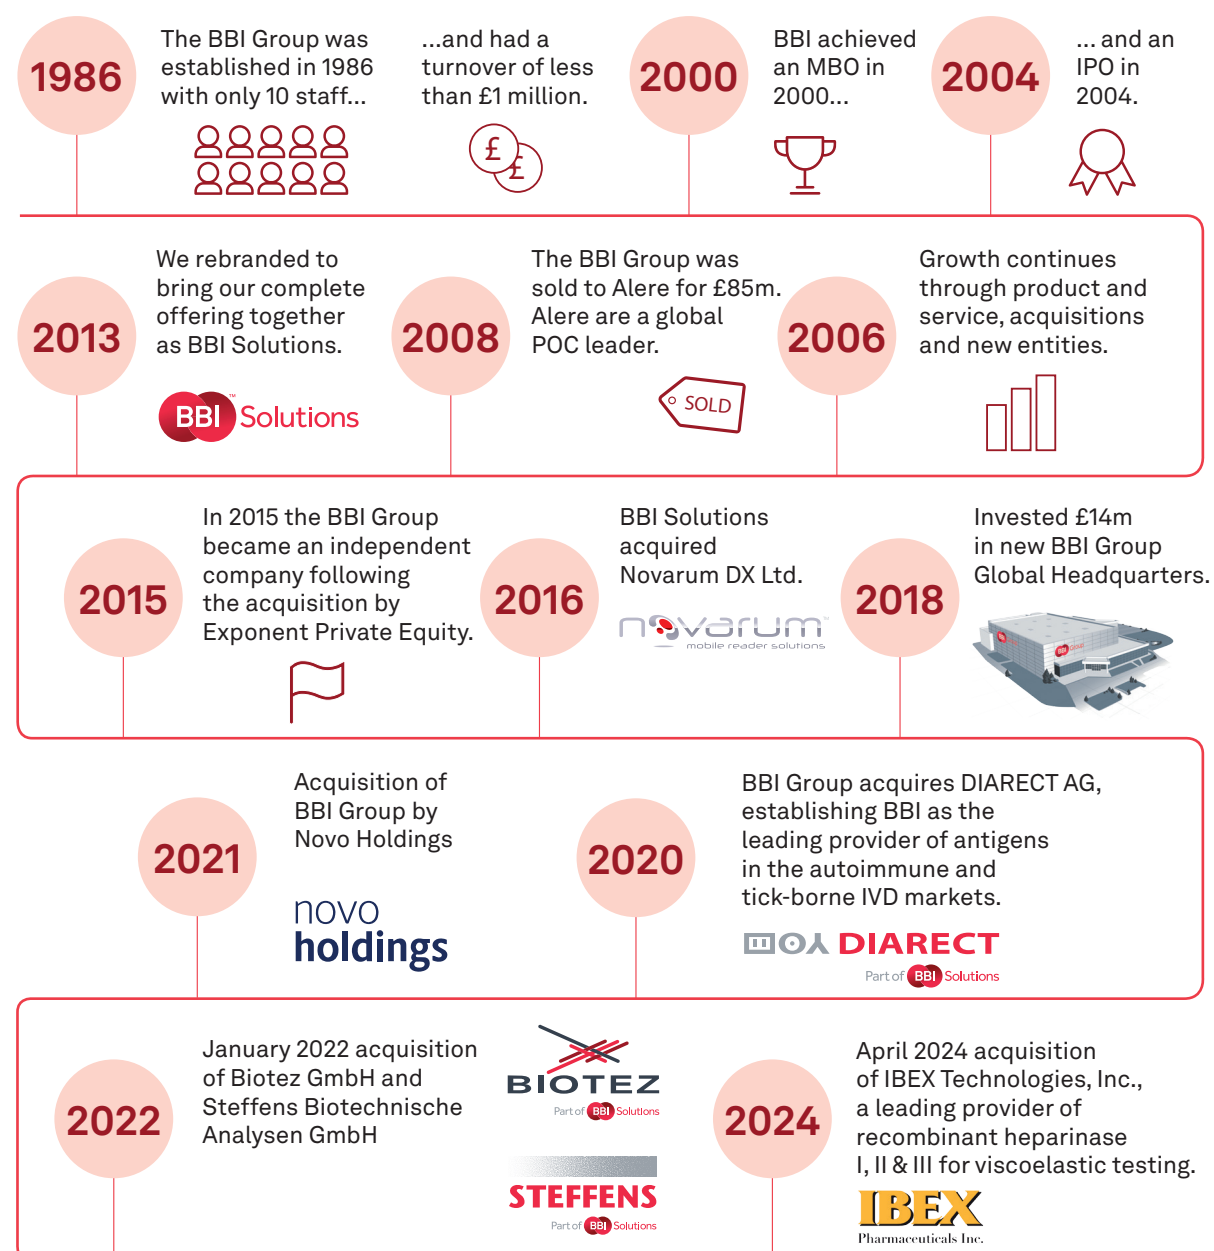 1986
The BBI Group was
established in 1986
with only 10 staff...
...and had a
turnover of less
than £1 million.
£
£
2000
BBI achieved
an MBO in
2000...
2004
... and an
IPO in
2004.
2013
We rebranded to
bring our complete
offering together
as BBI Solutions.
BBI Solutions
2008
The BBI Group was
sold to Alere for £85m.
Alere are a global
POC leader.
SOLD
2006
Growth continues
through product and
service, acquisitions
and new entities.
2015
In 2015 the BBI Group
became an independent
company following
the acquisition by
Exponent Private Equity.
2016
BBI Solutions
acquired
Novarum DX Ltd.
novarum
mobile reader solutions
2018
Invested £14m
in new BBI Group
Global Headquarters.
BBI
2021
Acquisition of
BBI Group by
Novo Holdings
novo
holdings
2020
BBI Group acquires DIARECT AG,
establishing BBI as the
leading provider of antigens
in the autoimmune and
tick-borne IVD markets.
DIARECT
Part of BBI Solutions
2022
January 2022 acquisition
of Biotez GmbH and
Steffens Biotechnische
Analysen GmbH
BIOTEZ
Part of BBI Solutions
STEFFENS
Part of BBI Solutions
2024
April 2024 acquisition
of IBEX Technologies, Inc.,
a leading provider of
recombinant heparinase
I, II & III for viscoelastic testing.
IBEX
Pharmaceuticals Inc.